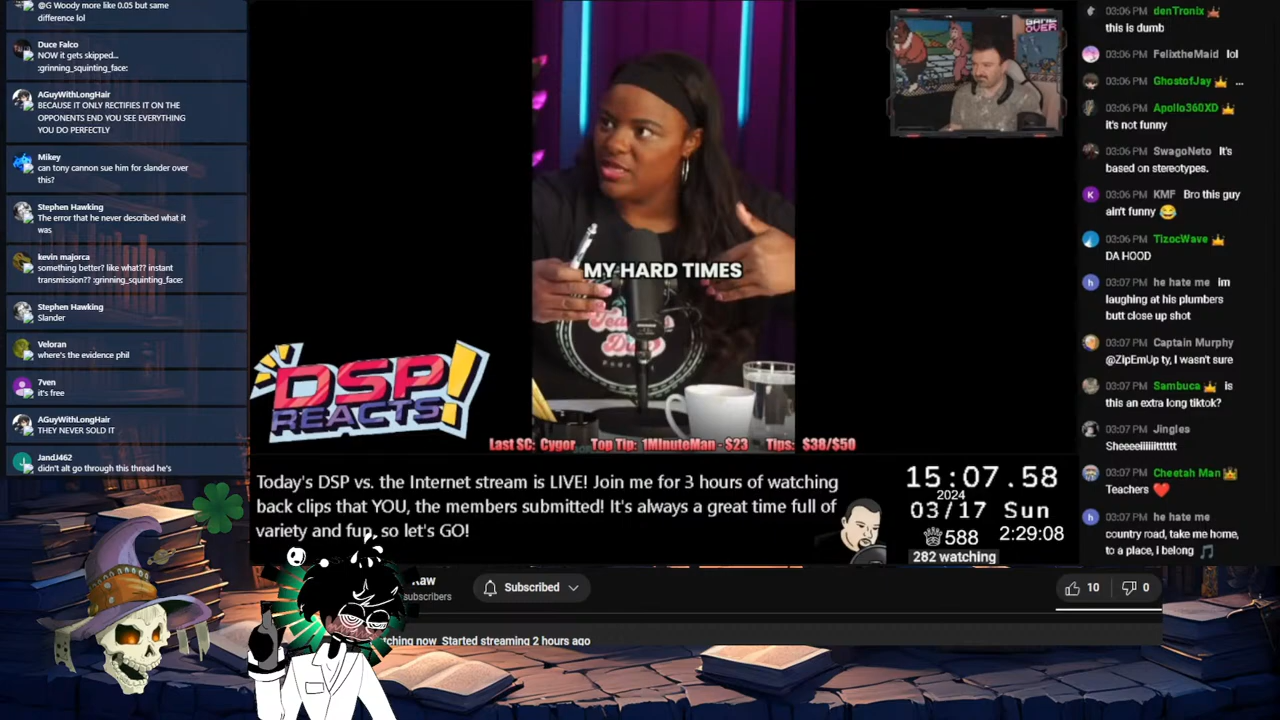 @G Woody more like 0.05 but same
difference lol
Duce Falco
NOW it gets skipped...
:grinning_squinting_face:
AGuyWithLongHair
BECAUSE IT ONLY RECTIFIES IT ON THE
OPPONENTS END YOU SEE EVERYTHING
YOU DO PERFECTLY
Mikey
can tony cannon sue him for slander over
this?
Stephen Hawking
The error that he never described what it
was
kevin majorca
something better? like what?? instant
transmission?? :grinning_squinting_face:
Stephen Hawking
Slander
Veloran
where's the evidence phil
7ven
it's free
AGuyWithLongHair
THEY NEVER SOLD IT
JandJ462
didn't alt go through this thread he's
MY HARD TIMES
DSP
REACTS!
GAME
OVER
Last SC: Cygor Top Tip: 1MInuteMan - $23 Tips: $38/$50
Today's DSP vs. the Internet stream is LIVE! Join me for 3 hours of watching
back clips that YOU, the members submitted! It's always a great time full of
variety and fun, so let's GO!
15:07.58
2024
03/17 Sun
588
2:29:08
282 watching
Raw
subscribers
Subscribed
10
0
tching now Started streaming 2 hours ago
03:06 PM denTronix
this is dumb
03:06 PM FelixtheMaid lol
03:06 PM GhostofJay ...
03:06 PM Apollo360XD
it's not funny
03:06 PM SwagoNeto It's
based on stereotypes.
K 03:06 PM KMF Bro this guy
ain't funny 😂
03:06 PM TizocWave
DA HOOD
h 03:06 PM he hate me Im
laughing at his plumbers
butt close up shot
03:07 PM Captain Murphy
@ZipEmUp ty, I wasn't sure
03:07 PM Sambuca is
this an extra long tiktok?
03:07 PM Jingles
Sheeeeiiiiiitttttt
03:07 PM Cheetah Man
Teachers ❤️
h 03:07 PM he hate me
country road, take me home,
to a place, i belong 🎵